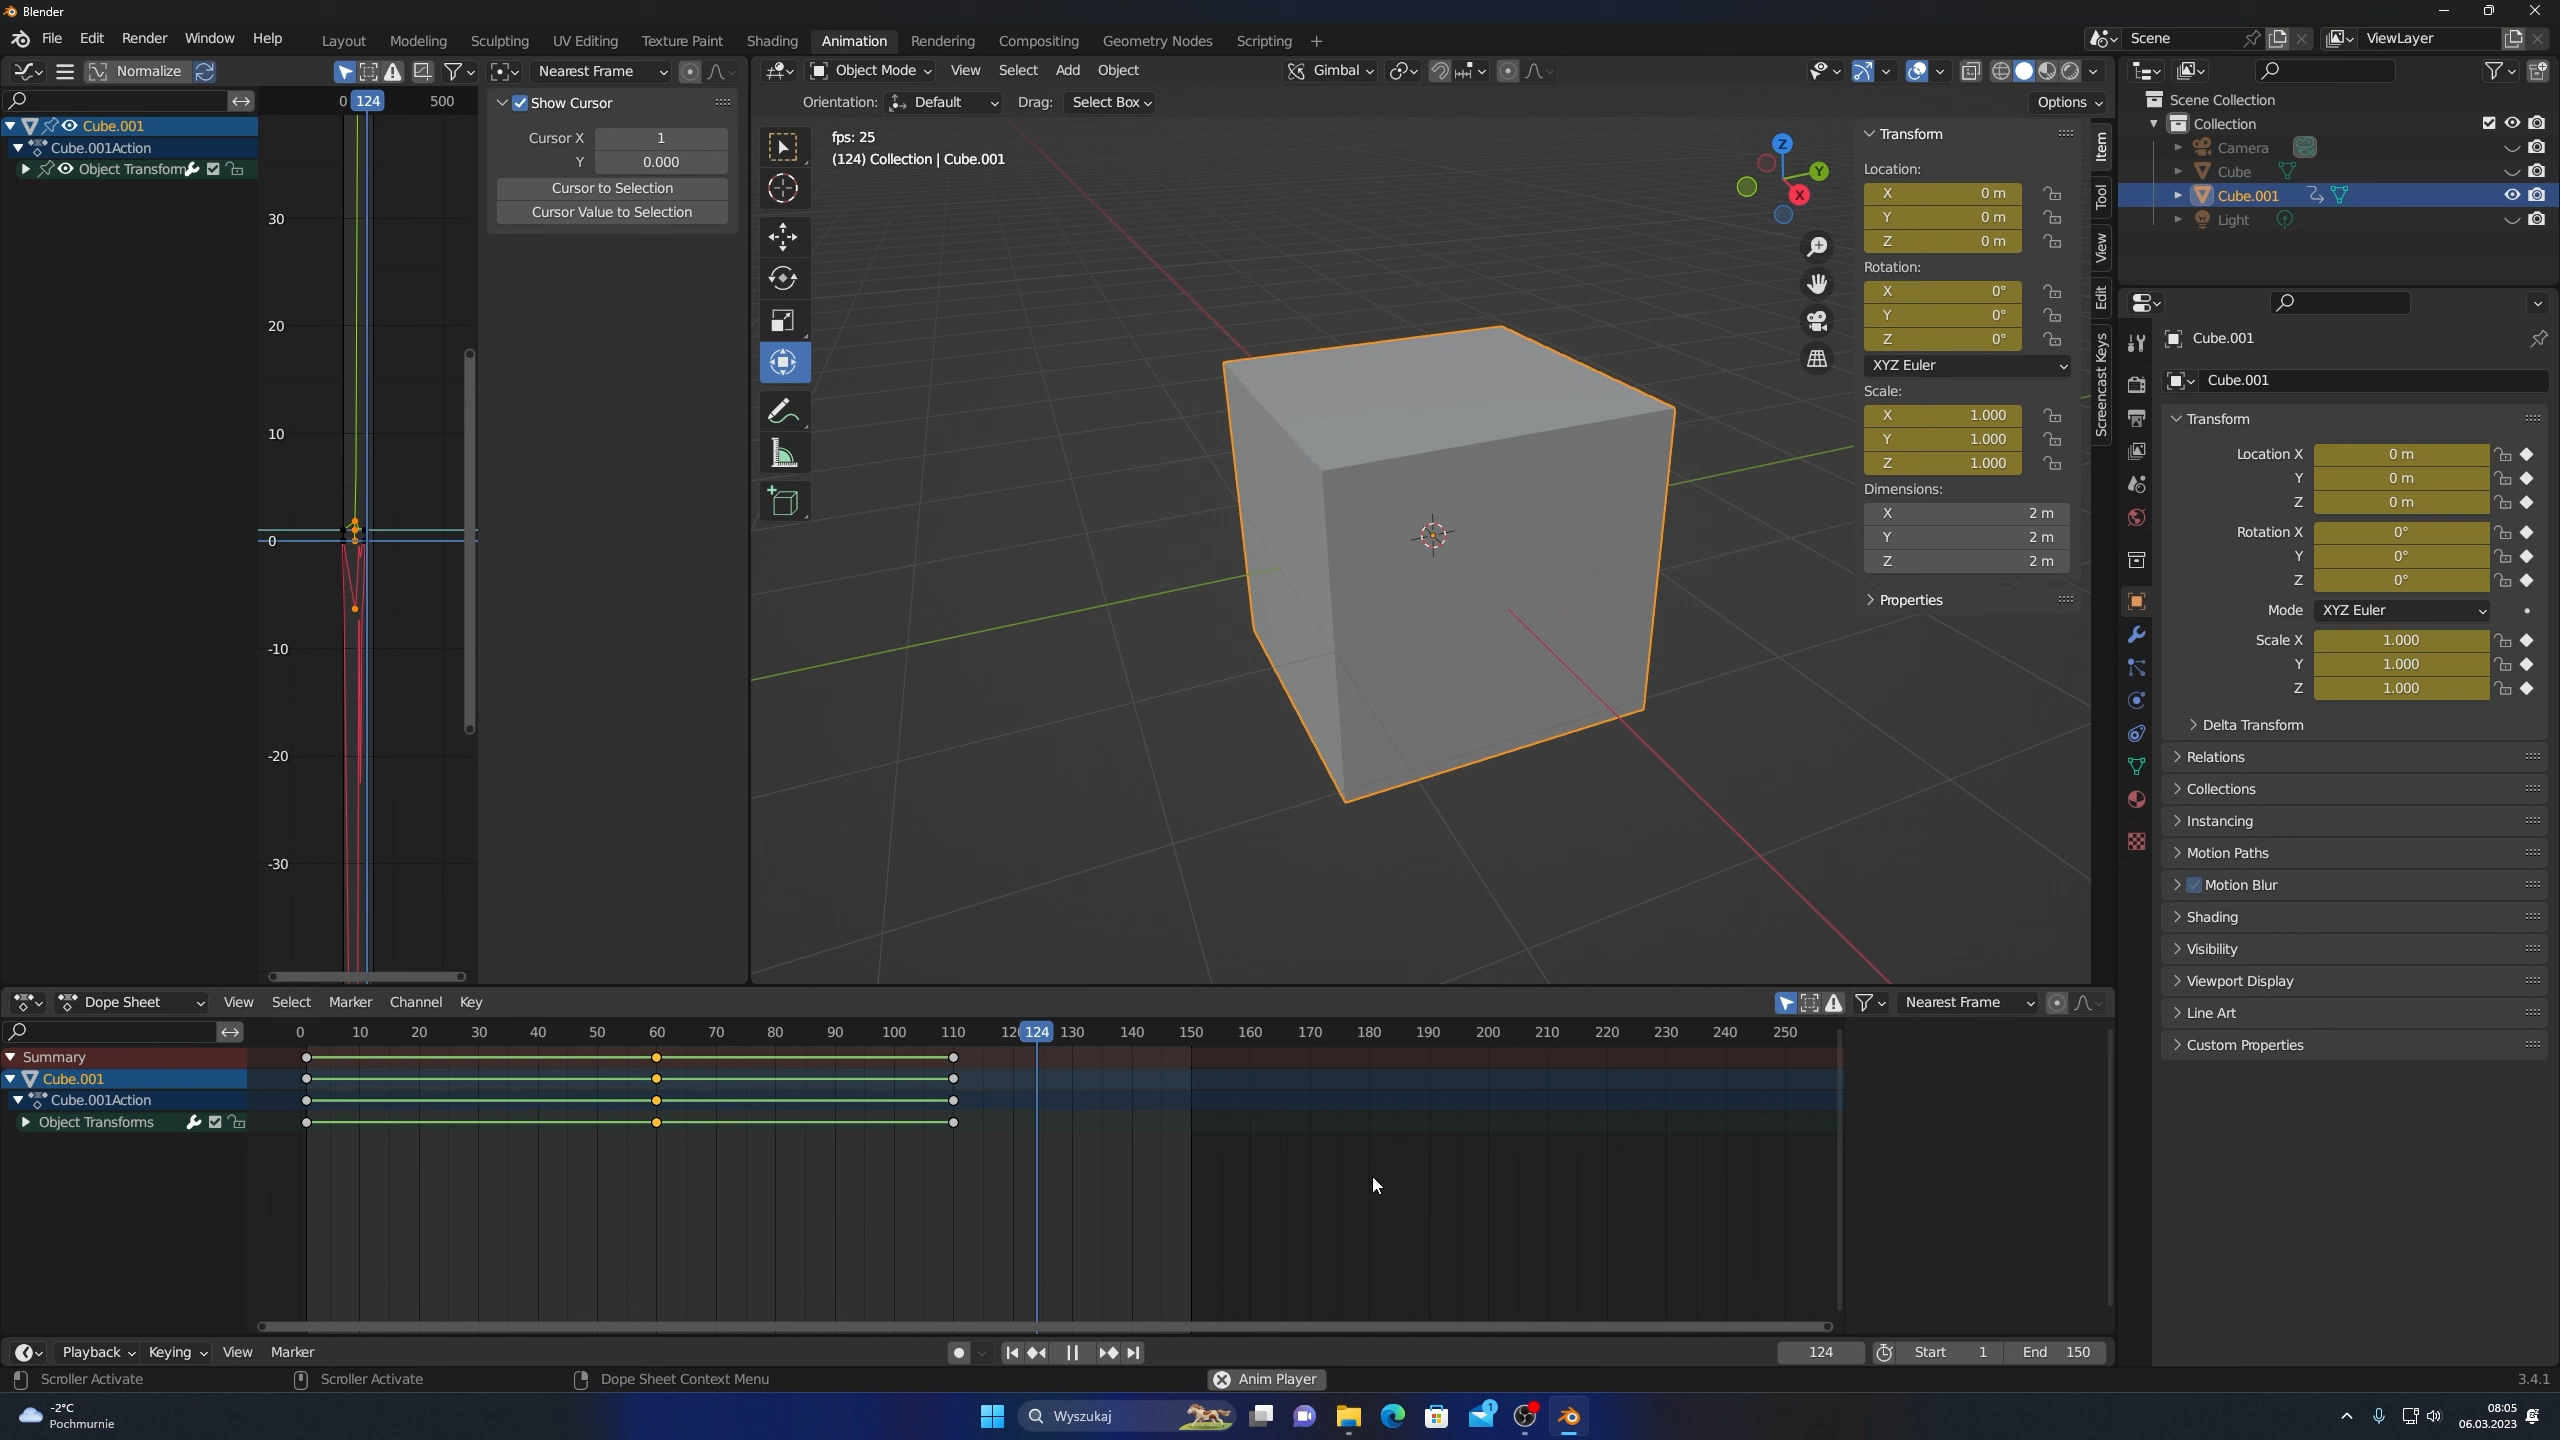 Blender
File Edit Render Window Help Layout Modeling Sculpting UV Editing Texture Paint Shading Animation Rendering Compositing Geometry Nodes Scripting + Scene ViewLayer
Normalize Nearest Frame
0 124 500
Cube.001
Cube.001Action
Object Transform
30
20
10
0
-10
-20
-30
Show Cursor
Cursor X 1
Y 0.000
Cursor to Selection
Cursor Value to Selection
Object Mode View Select Add Object Gimbal
Orientation: Default Drag: Select Box Options
fps: 25
(124) Collection | Cube.001
Z
Y
X
Transform
Location:
X 0 m
Y 0 m
Z 0 m
Rotation:
X 0°
Y 0°
Z 0°
XYZ Euler
Scale:
X 1.000
Y 1.000
Z 1.000
Dimensions:
X 2 m
Y 2 m
Z 2 m
Properties
Item
Tool
View
Edit
Screencast Keys
Scene Collection
Collection
Camera
Cube
Cube.001
Light
Cube.001
Cube.001
Transform
Location X 0 m
Y 0 m
Z 0 m
Rotation X 0°
Y 0°
Z 0°
Mode XYZ Euler
Scale X 1.000
Y 1.000
Z 1.000
Delta Transform
Relations
Collections
Instancing
Motion Paths
Motion Blur
Shading
Visibility
Viewport Display
Line Art
Custom Properties
Dope Sheet View Select Marker Channel Key Nearest Frame
0 10 20 30 40 50 60 70 80 90 100 110 12 124 130 140 150 160 170 180 190 200 210 220 230 240 250
Summary
Cube.001
Cube.001Action
Object Transforms
Playback Keying View Marker 124 Start 1 End 150
Scroller Activate Scroller Activate Dope Sheet Context Menu Anim Player 3.4.1
-2°C
Pochmurnie
Wyszukaj
1
08:05
06.03.2023